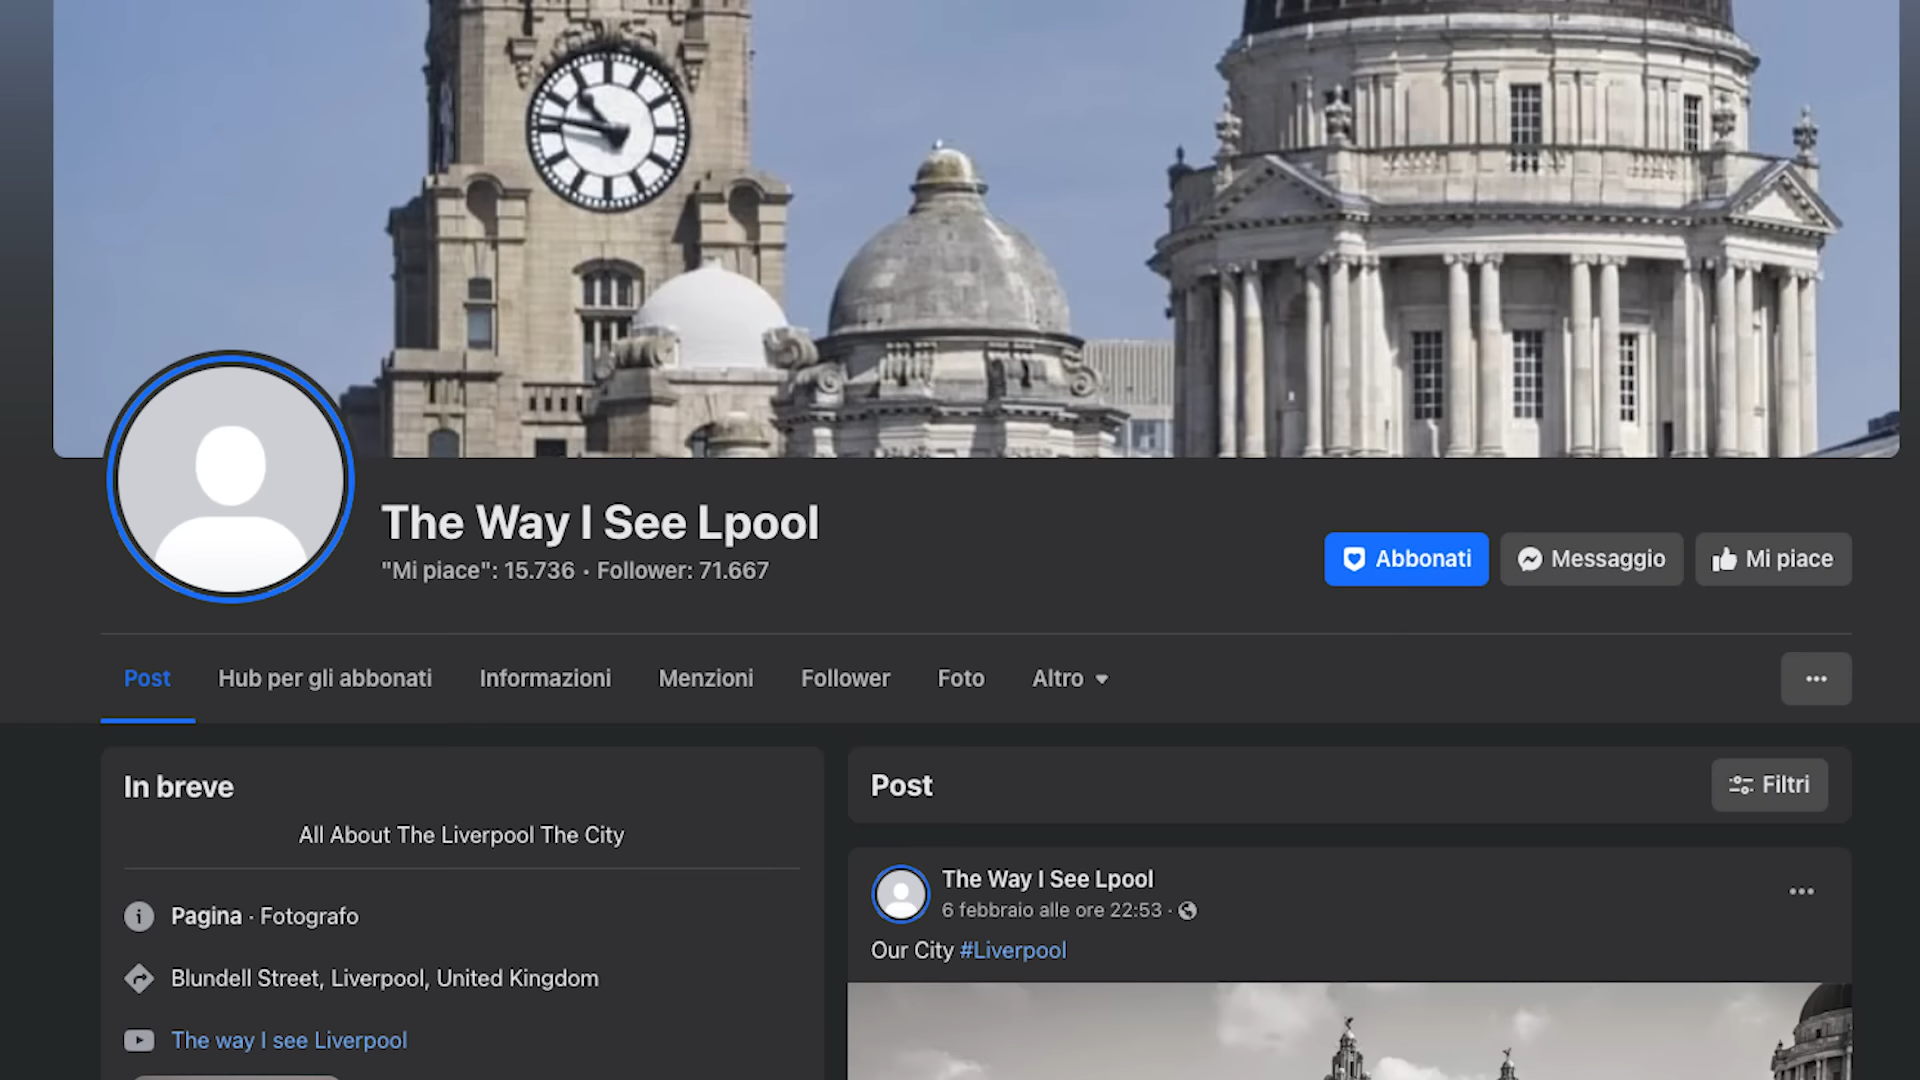 The Way I See Lpool
"Mi piace": 15.736 · Follower: 71.667
Abbonati
Messaggio
Mi piace
Post
Hub per gli abbonati
Informazioni
Menzioni
Follower
Foto
Altro
In breve
All About The Liverpool The City
Pagina · Fotografo
Blundell Street, Liverpool, United Kingdom
The way I see Liverpool
Post
Filtri
The Way I See Lpool
6 febbraio alle ore 22:53 ·
Our City #Liverpool